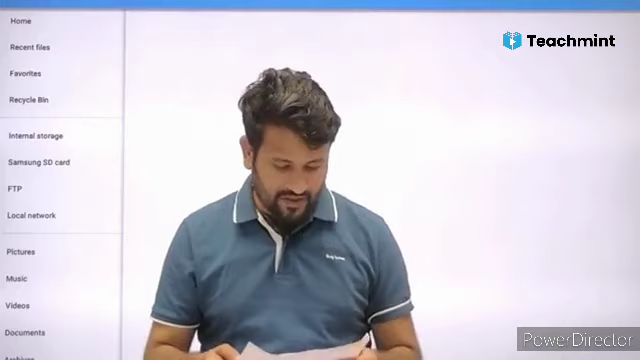 Home
Recent files
Favorites
Recycle Bin
Internal storage
Samsung SD card
FTP
Local network
Pictures
Music
Videos
Documents
Archives
Teachmint
PowerDirector